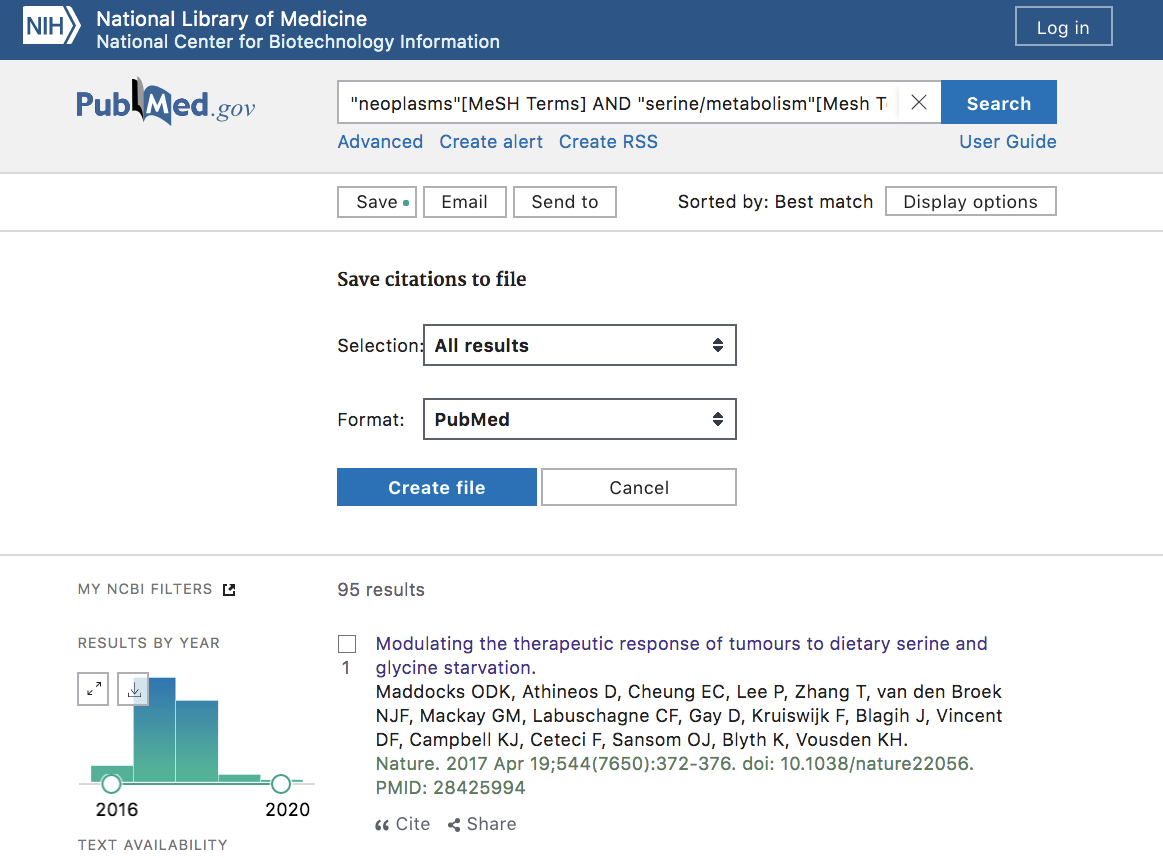 NIH National Library of Medicine
National Center for Biotechnology Information
Log in
PubMed.gov
"neoplasms"[MeSH Terms] AND "serine/metabolism"[Mesh T
Search
Advanced Create alert Create RSS
User Guide
Save Email Send to
Sorted by: Best match
Display options
Save citations to file
Selection: All results
Format: PubMed
Create file Cancel
MY NCBI FILTERS
95 results
RESULTS BY YEAR
2016 2020
TEXT AVAILABILITY
1
Modulating the therapeutic response of tumours to dietary serine and
glycine starvation.
Maddocks ODK, Athineos D, Cheung EC, Lee P, Zhang T, van den Broek
NJF, Mackay GM, Labuschagne CF, Gay D, Kruiswijk F, Blagih J, Vincent
DF, Campbell KJ, Ceteci F, Sansom OJ, Blyth K, Vousden KH.
Nature. 2017 Apr 19;544(7650):372-376. doi: 10.1038/nature22056.
PMID: 28425994
Cite Share